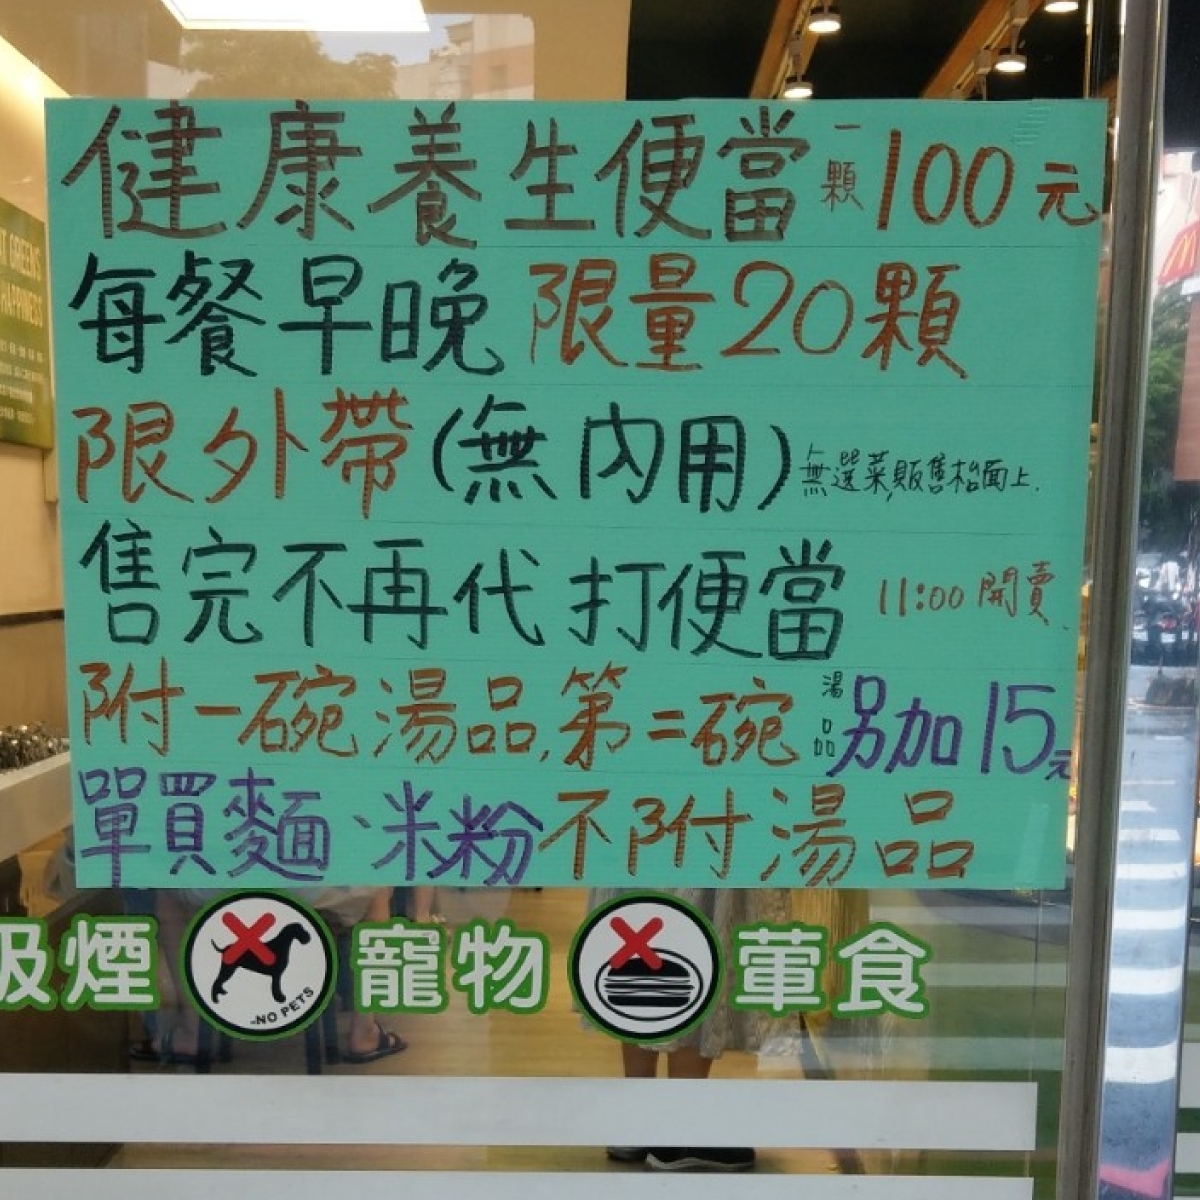 健康養生便當一顆100元
每餐早晚限量20顆
限外帶(無內用)無選菜,販售枱面上.
售完不再代打便當 11:00開賣.
附一碗湯品,第二碗湯品另加15元
單買麵·米粉不附湯品
吸煙 寵物 葷食
NO PETS
GREENS
HAPPINESS